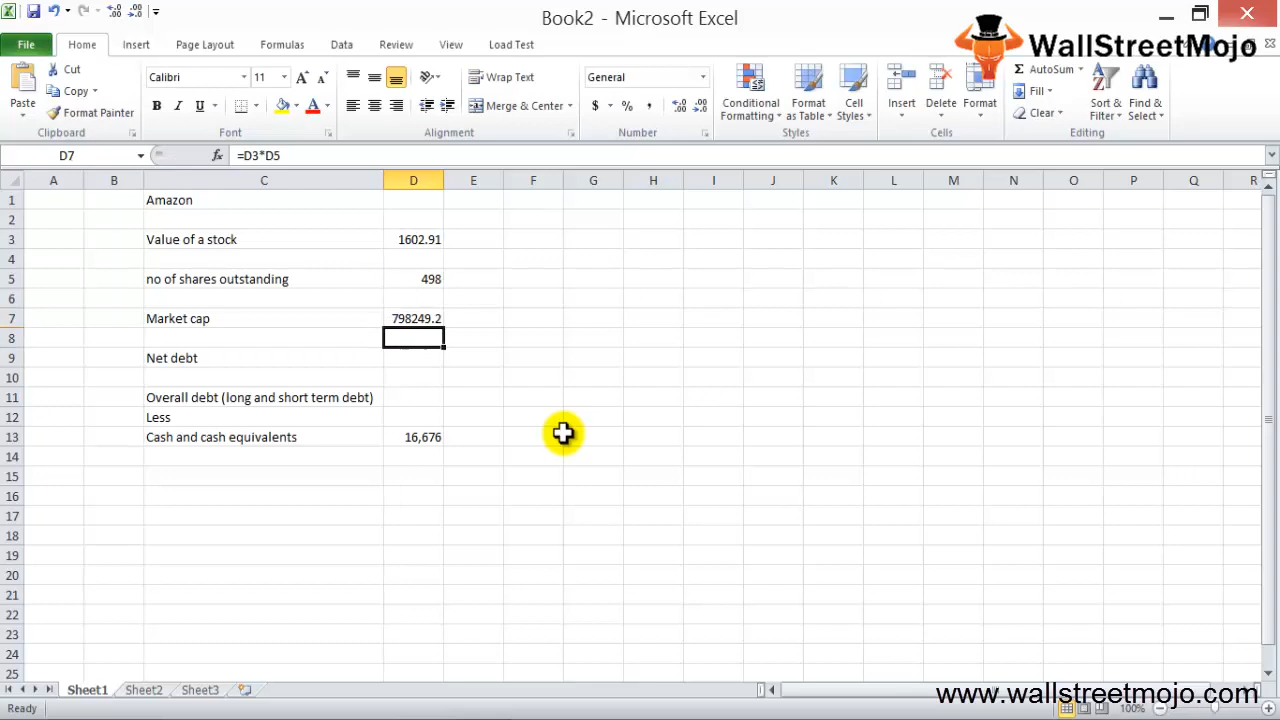 Book2 - Microsoft Excel
WallStreetMojo
File Home Insert Page Layout Formulas Data Review View Load Test
Paste
Cut
Copy
Format Painter
Clipboard
Calibri 11
B I U
Font
Wrap Text
Merge & Center
Alignment
General
$ % ,
Number
Conditional Formatting
Format as Table
Cell Styles
Styles
Insert Delete Format
Cells
Σ AutoSum
Fill
Clear
Sort & Filter
Find & Select
Editing
D7 fx =D3*D5
A B C D E F G H I J K L M N O P Q R
1 Amazon
2
3 Value of a stock 1602.91
4
5 no of shares outstanding 498
6
7 Market cap 798249.2
8
9 Net debt
10
11 Overall debt (long and short term debt)
12 Less
13 Cash and cash equivalents 16,676
14
15
16
17
18
19
20
21
22
23
24
25
Sheet1 Sheet2 Sheet3
www.wallstreetmojo.com
Ready 100%